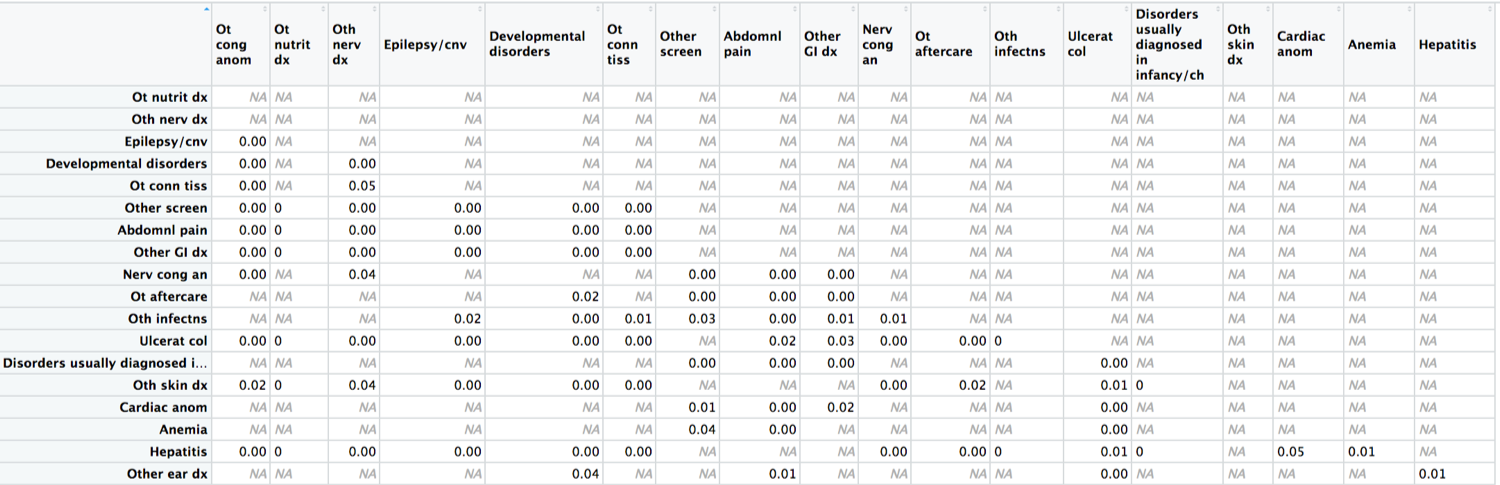 Ot cong anom Ot nutrit dx Oth nerv dx Epilepsy/cnv Developmental disorders Ot conn tiss Other screen Abdomnl pain Other GI dx Nerv cong an Ot aftercare Oth infectns Ulcerat col Disorders usually diagnosed in infancy/ch Oth skin dx Cardiac anom Anemia Hepatitis
Ot nutrit dx NA NA NA NA NA NA NA NA NA NA NA NA NA NA NA NA NA NA
Oth nerv dx NA NA NA NA NA NA NA NA NA NA NA NA NA NA NA NA NA NA
Epilepsy/cnv 0.00 NA NA NA NA NA NA NA NA NA NA NA NA NA NA NA NA NA
Developmental disorders 0.00 NA 0.00 NA NA NA NA NA NA NA NA NA NA NA NA NA NA NA
Ot conn tiss 0.00 NA 0.05 NA NA NA NA NA NA NA NA NA NA NA NA NA NA NA
Other screen 0.00 0 0.00 0.00 0.00 0.00 NA NA NA NA NA NA NA NA NA NA NA NA
Abdomnl pain 0.00 0 0.00 0.00 0.00 0.00 NA NA NA NA NA NA NA NA NA NA NA NA
Other GI dx 0.00 0 0.00 0.00 0.00 0.00 NA NA NA NA NA NA NA NA NA NA NA NA
Nerv cong an 0.00 NA 0.04 NA NA NA 0.00 0.00 0.00 NA NA NA NA NA NA NA NA NA
Ot aftercare NA NA NA NA 0.02 NA 0.00 0.00 0.00 NA NA NA NA NA NA NA NA NA
Oth infectns NA NA NA 0.02 0.00 0.01 0.03 0.00 0.01 0.01 NA NA NA NA NA NA NA NA
Ulcerat col 0.00 0 0.00 0.00 0.00 0.00 NA 0.02 0.03 0.00 0.00 0 NA NA NA NA NA NA
Disorders usually diagnosed i... NA NA NA NA NA NA 0.00 0.00 0.00 NA NA NA 0.00 NA NA NA NA NA
Oth skin dx 0.02 0 0.04 0.00 0.00 0.00 NA NA NA 0.00 0.02 NA 0.01 0 NA NA NA NA
Cardiac anom NA NA NA NA NA NA 0.01 0.00 0.02 NA NA NA 0.00 NA NA NA NA NA
Anemia NA NA NA NA NA NA 0.04 0.00 NA NA NA NA 0.00 NA NA NA NA NA
Hepatitis 0.00 0 0.00 0.00 0.00 0.00 NA NA NA 0.00 0.00 0 0.01 0 NA 0.05 0.01 NA
Other ear dx NA NA NA NA 0.04 NA NA 0.01 NA NA NA NA 0.00 NA NA NA NA 0.01